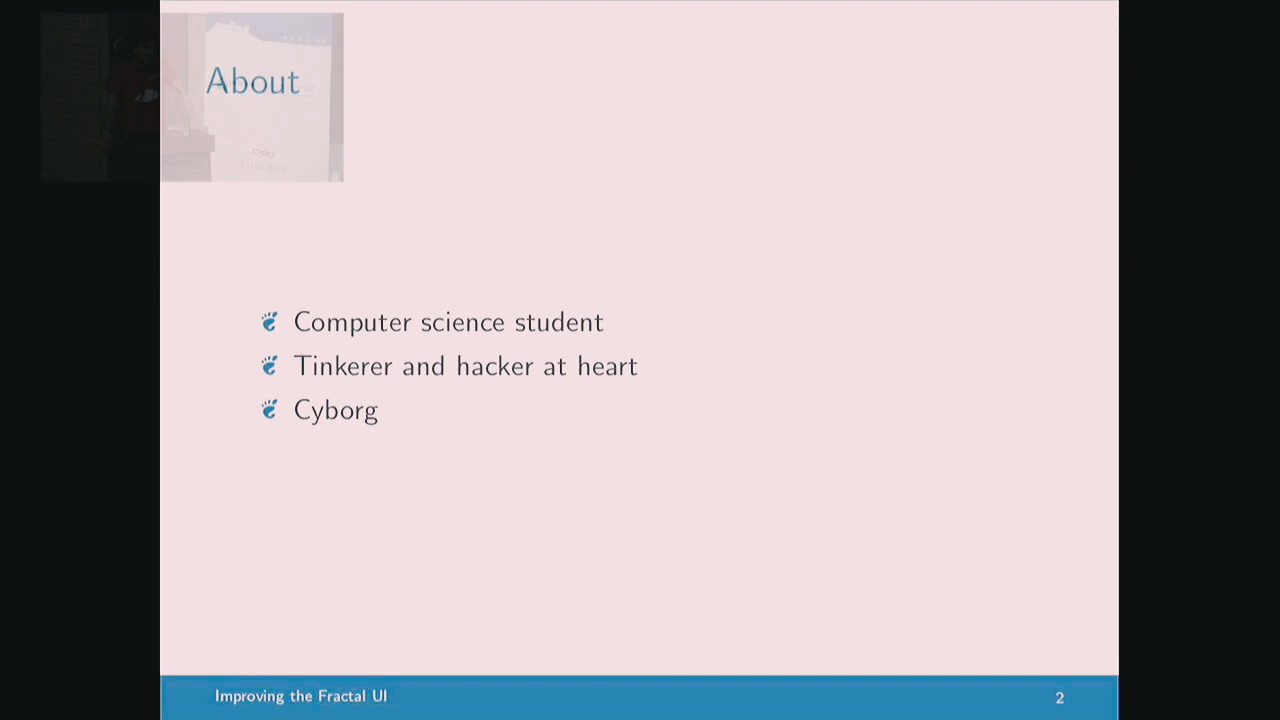 About
Computer science student
Tinkerer and hacker at heart
Cyborg
Improving the Fractal UI
2